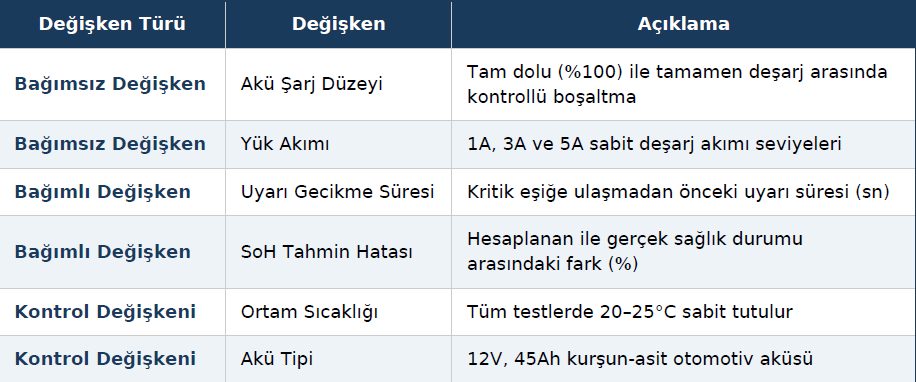 Değişken Türü Değişken Açıklama
Bağımsız Değişken Akü Şarj Düzeyi Tam dolu (%100) ile tamamen deşarj arasında
kontrollü boşaltma
Bağımsız Değişken Yük Akımı 1A, 3A ve 5A sabit deşarj akımı seviyeleri
Bağımlı Değişken Uyarı Gecikme Süresi Kritik eşiğe ulaşmadan önceki uyarı süresi (sn)
Bağımlı Değişken SoH Tahmin Hatası Hesaplanan ile gerçek sağlık durumu
arasındaki fark (%)
Kontrol Değişkeni Ortam Sıcaklığı Tüm testlerde 20–25°C sabit tutulur
Kontrol Değişkeni Akü Tipi 12V, 45Ah kurşun-asit otomotiv aküsü